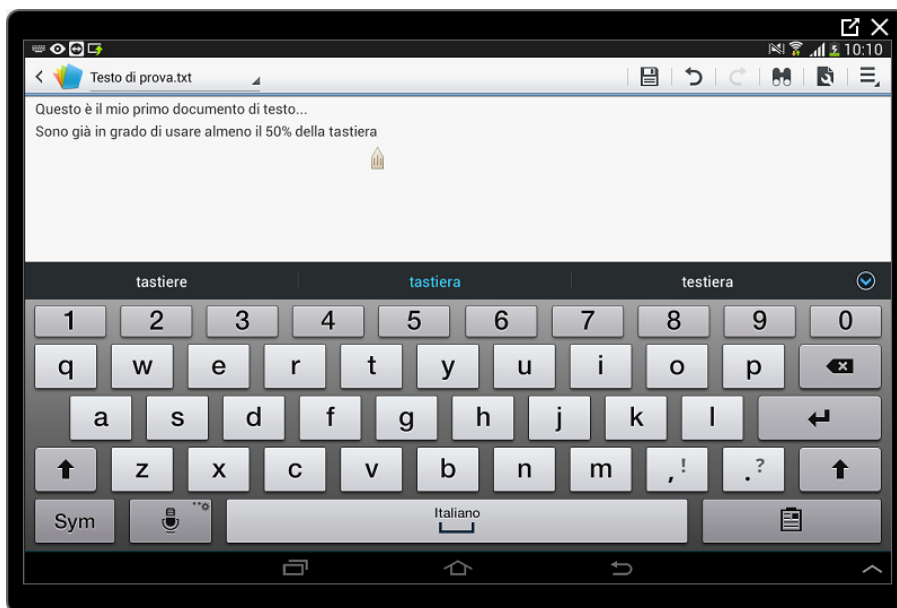 10:10
Testo di prova.txt
Questo è il mio primo documento di testo...
Sono già in grado di usare almeno il 50% della tastiera
tastiere tastiera testiera
1 2 3 4 5 6 7 8 9 0
q w e r t y u i o p
a s d f g h j k l
z x c v b n m , ! . ?
Sym Italiano